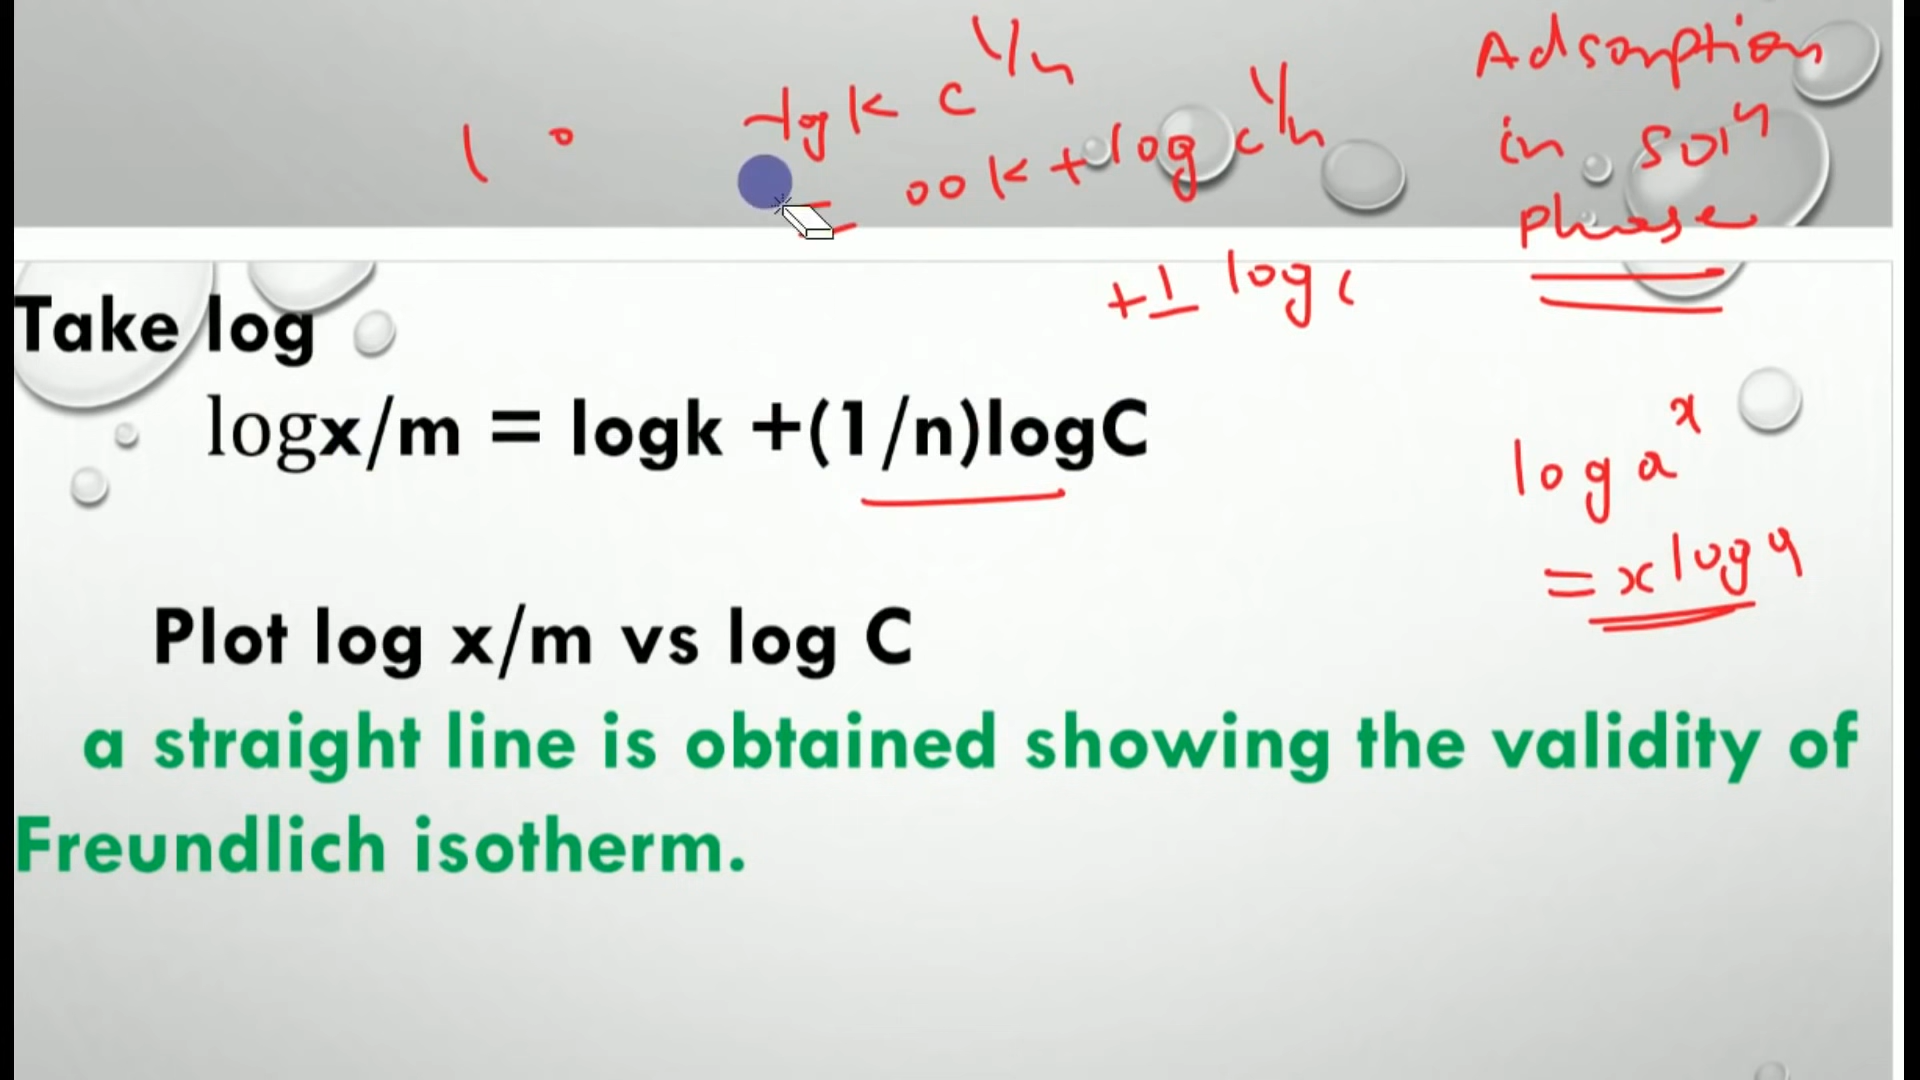 log k c 1/n
Adsorption
in soln
phase
= k + log c 1/n
+ 1 log c
Take log
logx/m = logk +(1/n)logC
log a x
= x log a
Plot log x/m vs log C
a straight line is obtained showing the validity of
Freundlich isotherm.